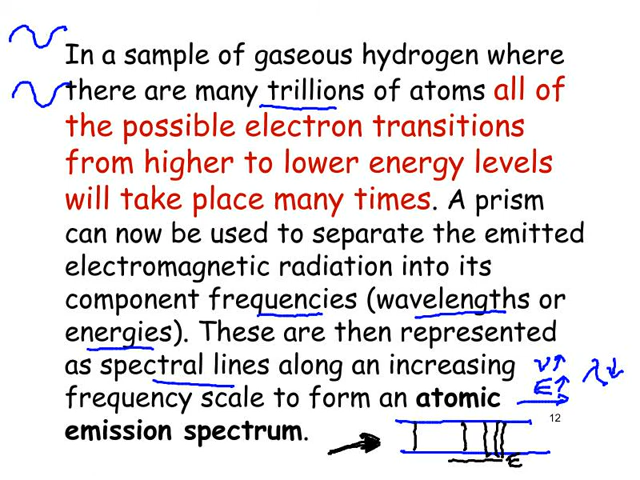 In a sample of gaseous hydrogen where
there are many trillions of atoms all of
the possible electron transitions
from higher to lower energy levels
will take place many times. A prism
can now be used to separate the emitted
electromagnetic radiation into its
component frequencies (wavelengths or
energies). These are then represented
as spectral lines along an increasing
frequency scale to form an atomic
emission spectrum.
ν↑
E↑
λ↓
12
E